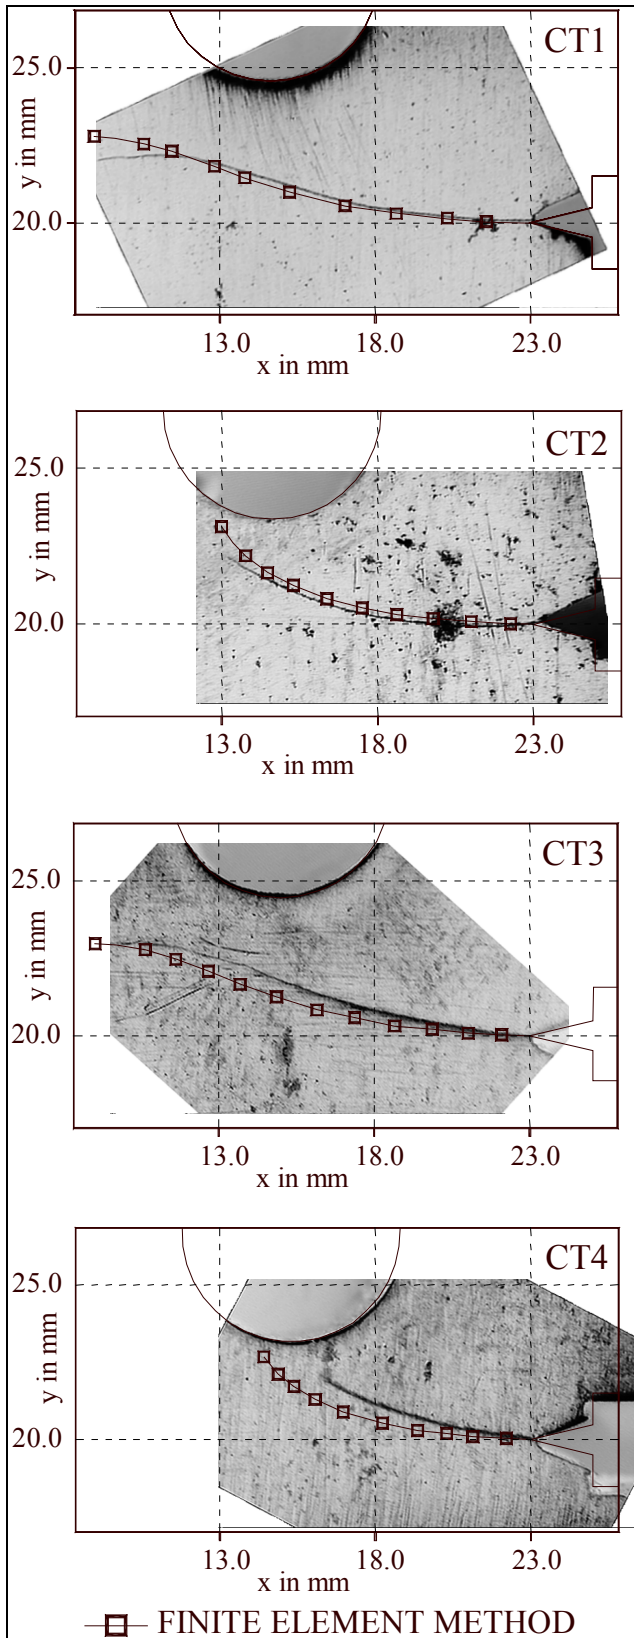 CT1
25.0
y in mm
20.0
13.0 18.0 23.0
x in mm
CT2
25.0
y in mm
20.0
13.0 18.0 23.0
x in mm
CT3
25.0
y in mm
20.0
13.0 18.0 23.0
x in mm
CT4
25.0
y in mm
20.0
13.0 18.0 23.0
x in mm
FINITE ELEMENT METHOD